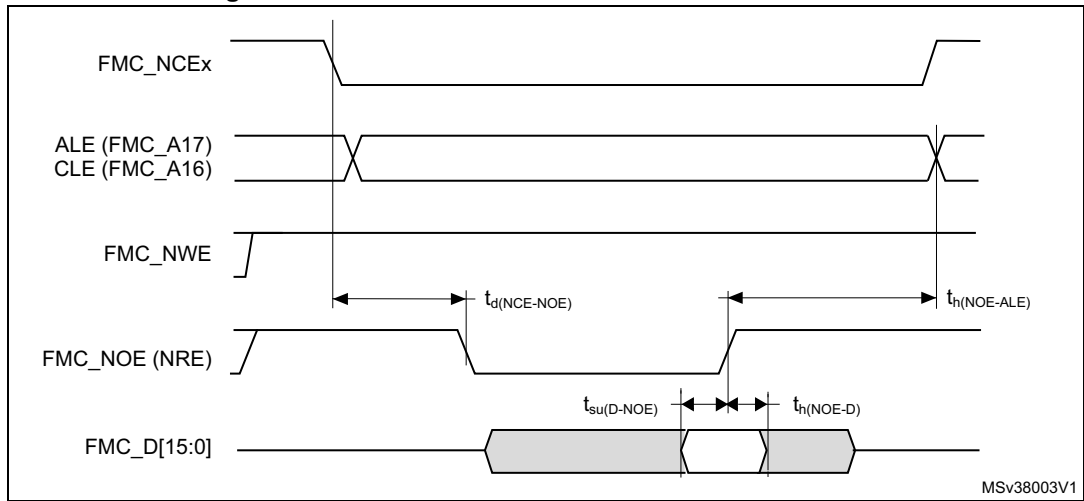 FMC_NCEx
ALE (FMC_A17)
CLE (FMC_A16)
FMC_NWE
td(NCE-NOE)
th(NOE-ALE)
FMC_NOE (NRE)
tsu(D-NOE)
th(NOE-D)
FMC_D[15:0]
MSv38003V1